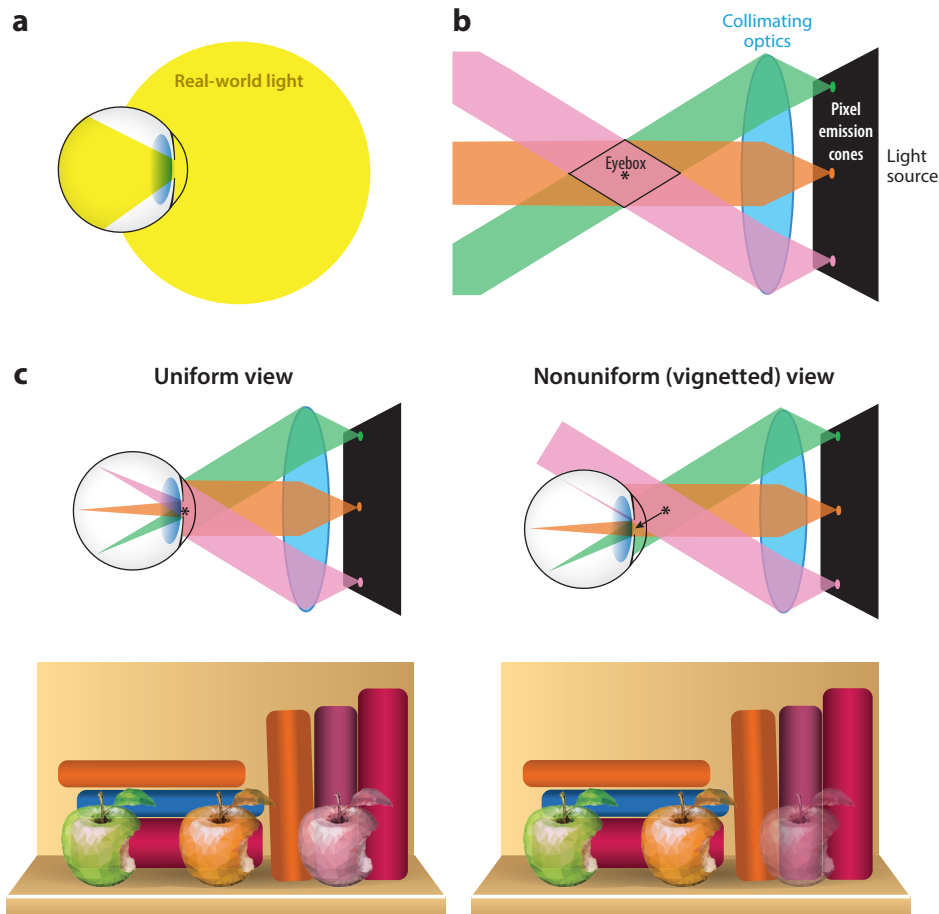 a
Real-world light
b
Collimating
optics
Pixel
emission
cones
Light
source
Eyebox
*
c
Uniform view
*
Nonuniform (vignetted) view
*